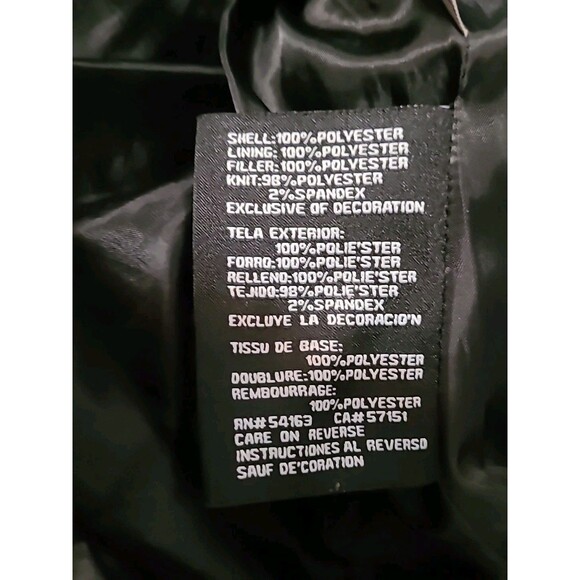 SHELL:100%POLYESTER
LINING: 100%POLYESTER
FILLER: 100%POLYESTER
KNIT:98% POLYESTER
2%SPANDEX
EXCLUSIVE OF DECORATION
TELA EXTERIOR:
100%POLIE'STER
FORRO:100%POLIE'STER
RELLENO:100%POLIE'STER
TEJIDO:98%POLIE'STER
2%SPANDEX
EXCLUYE LA DECORACIO'N
TISSU DE BASE:
100%POLYESTER
DOUBLURE:100%POLYESTER
REMBOURRAGE:
100%POLYESTER
RN# 54163 CA# 57151
CARE ON REVERSE
INSTRUCTIONES AL REVERSO
SAUF DE'CORATION